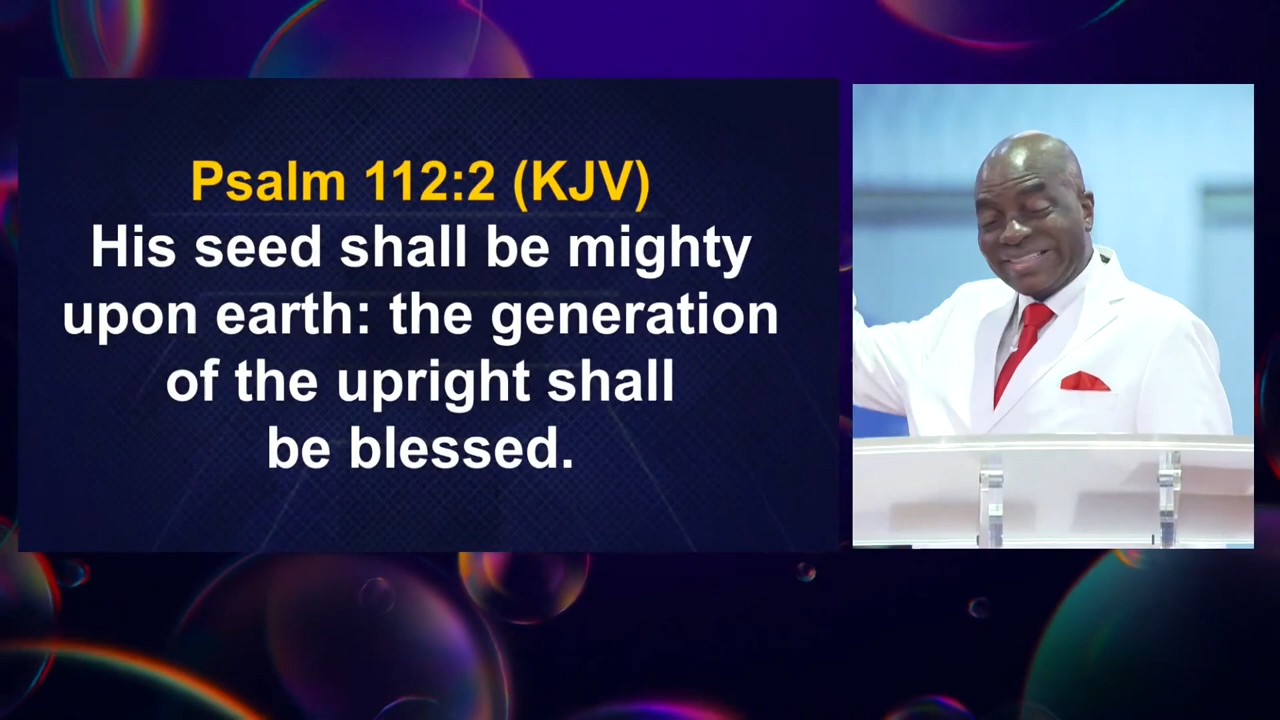 Psalm 112:2 (KJV)
His seed shall be mighty
upon earth: the generation
of the upright shall
be blessed.